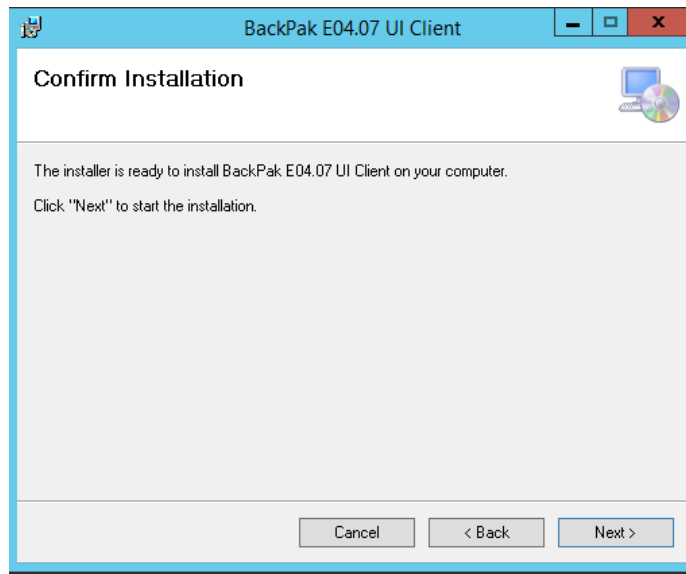 BackPak E04.07 UI Client
Confirm Installation
The installer is ready to install BackPak E04.07 UI Client on your computer.
Click "Next" to start the installation.
Cancel
< Back
Next >